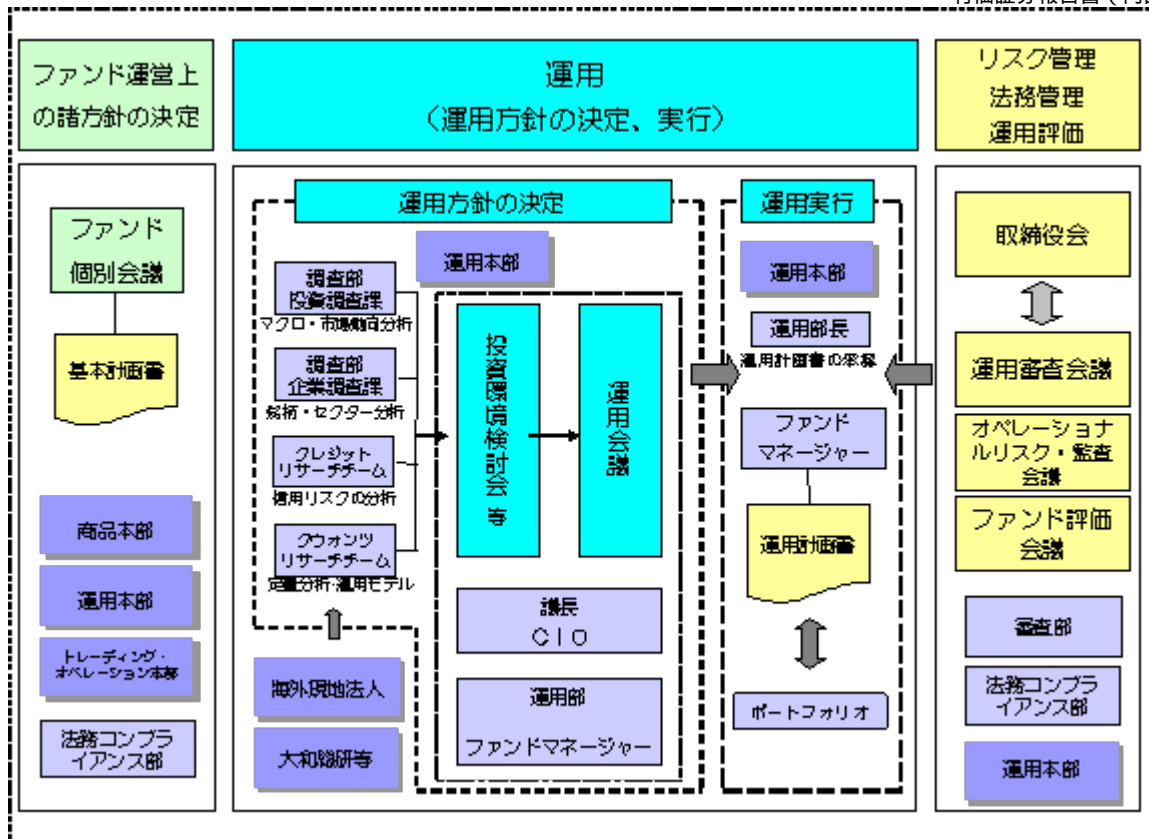 ファンド運営上
の諸方針の決定
運用
（運用方針の決定、実行）
リスク管理
法務管理
運用評価
ファンド
個別会議
基本計画書
商品本部
運用本部
トレーディング・
オペレーション本部
法務コンプラ
イアンス部
運用方針の決定
運用本部
調査部
投資調査課
マクロ・市場動向分析
調査部
企業調査課
銘柄・セクター分析
クレジット
リサーチチーム
信用リスクの分析
クウォンツ
リサーチチーム
定量分析・運用モデル
海外現地法人
大和総研等
投資環境検討会等
運用会議
議長
CIO
運用部
ファンドマネージャー
運用実行
運用本部
運用部長
運用計画書の承認
ファンド
マネージャー
運用計画書
ポートフォリオ
取締役会
運用審査会議
オペレーショナ
ルリスク・監査
会議
ファンド評価
会議
審査部
法務コンプラ
イアンス部
運用本部